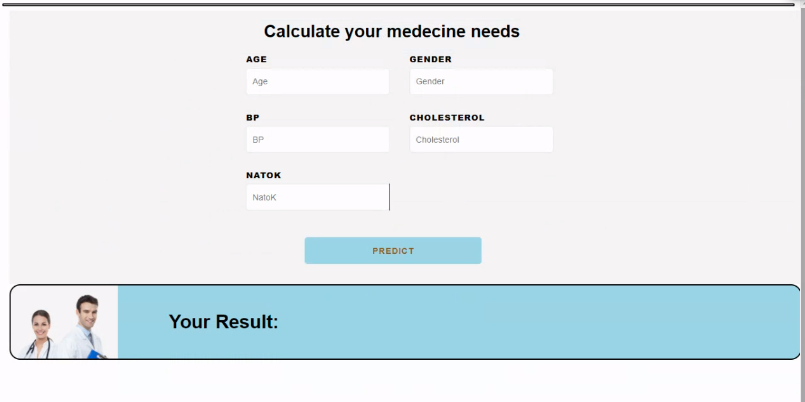 Calculate your medecine needs
AGE GENDER
Age Gender
BP CHOLESTEROL
BP Cholesterol
NATOK
NatoK
PREDICT
Your Result: